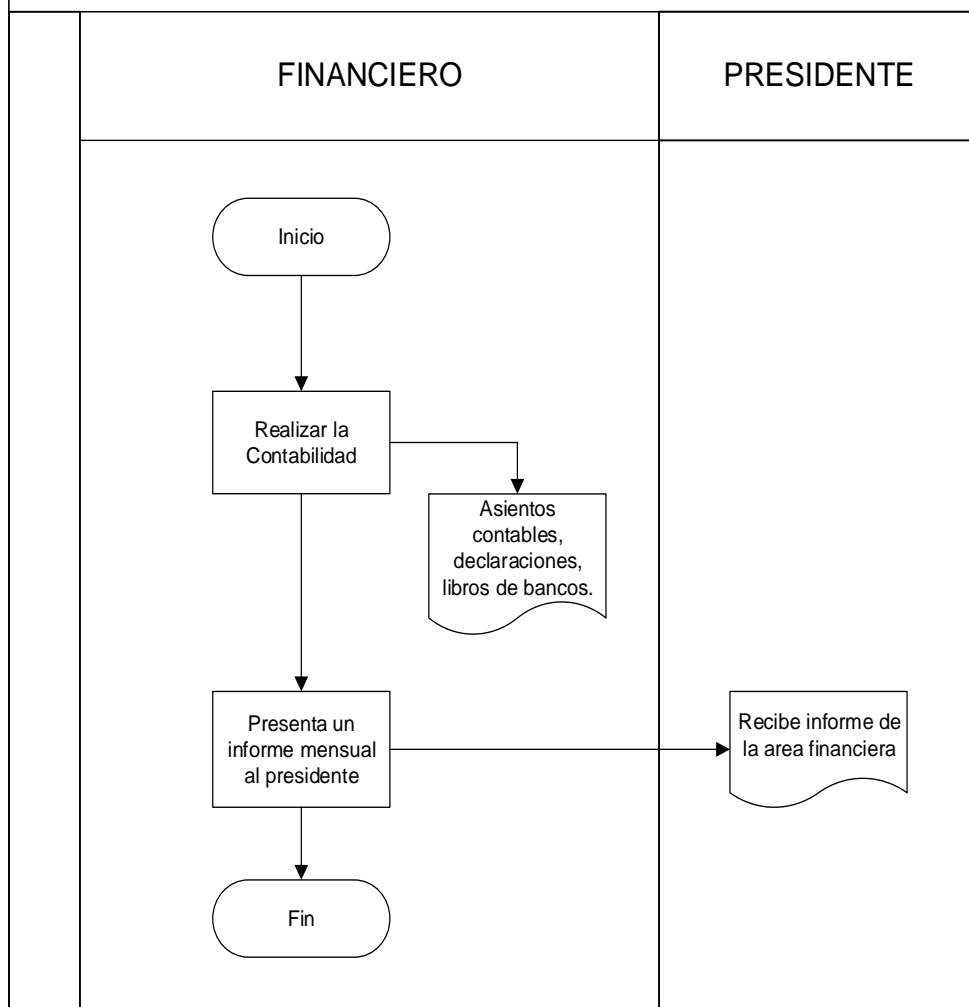 FINANCIERO
PRESIDENTE
Inicio
Realizar la
Contabilidad
Asientos
contables,
declaraciones,
libros de bancos.
Presenta un
informe mensual
al presidente
Recibe informe de
la area financiera
Fin